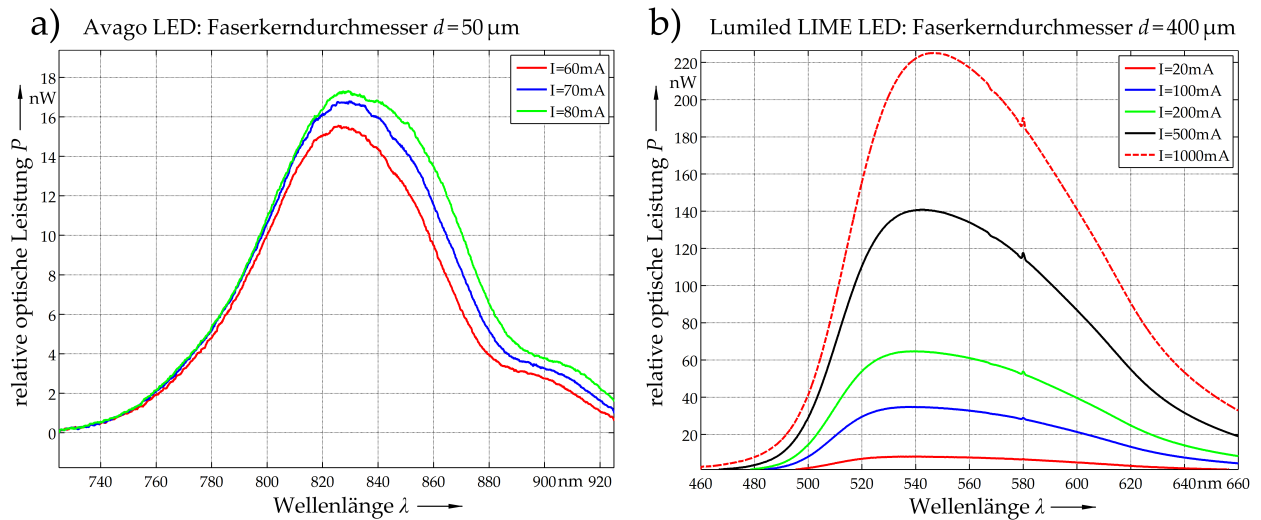 a) Avago LED: Faserkerndurchmesser d = 50 µm
I=60mA
I=70mA
I=80mA
18
nW
16
14
12
10
8
6
4
2
0
relative optische Leistung P
740 760 780 800 820 840 860 880 900 nm 920
Wellenlänge λ
b) Lumiled LIME LED: Faserkerndurchmesser d = 400 µm
I=20mA
I=100mA
I=200mA
I=500mA
I=1000mA
220
nW
200
180
160
140
120
100
80
60
40
20
relative optische Leistung P
460 480 500 520 540 560 580 600 620 640 nm 660
Wellenlänge λ